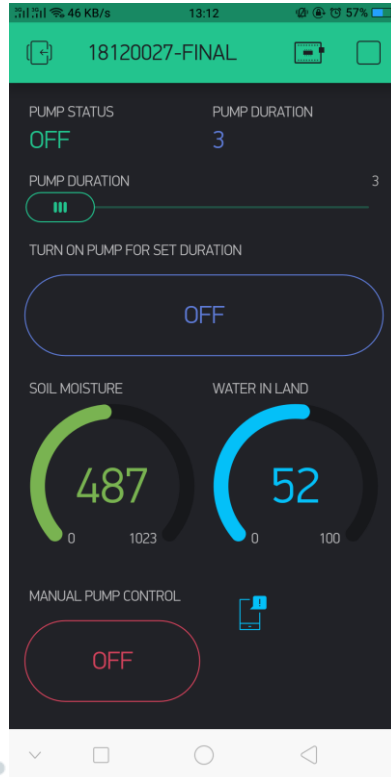 46 KB/s 13:12 57%
18120027-FINAL
PUMP STATUS PUMP DURATION
OFF 3
PUMP DURATION 3
TURN ON PUMP FOR SET DURATION
OFF
SOIL MOISTURE WATER IN LAND
487 52
0 1023 0 100
MANUAL PUMP CONTROL
OFF